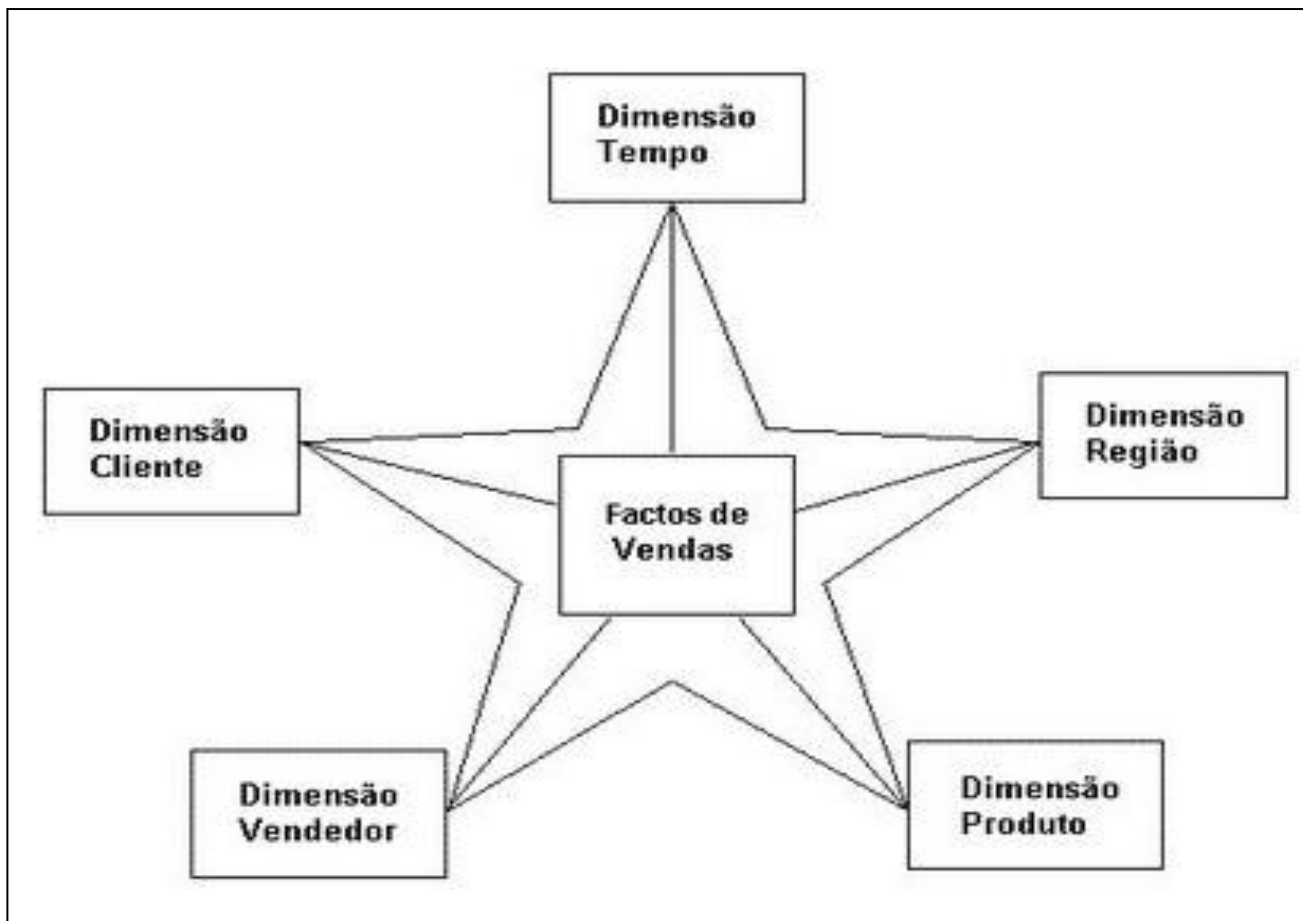 Dimensão
Tempo
Dimensão
Cliente
Dimensão
Região
Factos de
Vendas
Dimensão
Vendedor
Dimensão
Produto